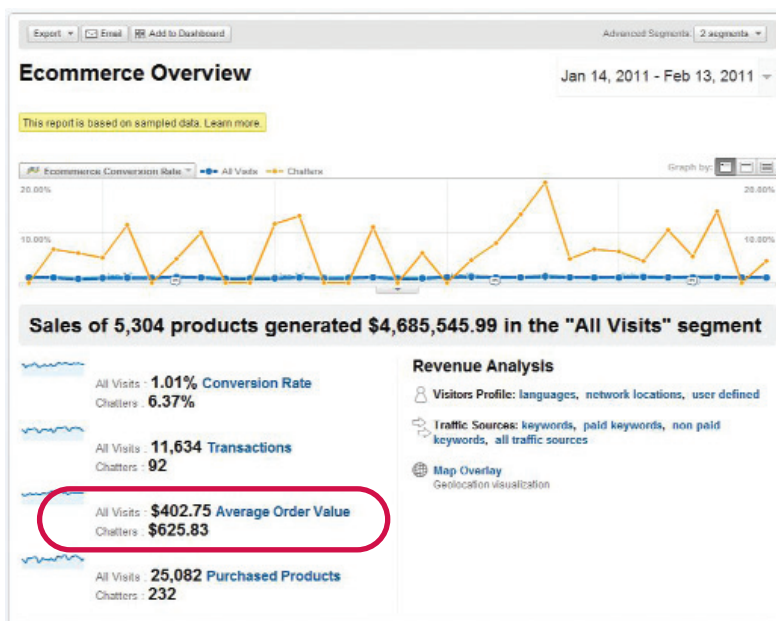 Export Email Add to Dashboard Advanced Segments: 2 segments
Ecommerce Overview
Jan 14, 2011 - Feb 13, 2011
This report is based on sampled data. Learn more.
Ecommerce Conversion Rate All Visits Chatters Graph by:
20.00% 20.00%
10.00% 10.00%
Sales of 5,304 products generated $4,685,545.99 in the "All Visits" segment
All Visits : 1.01% Conversion Rate
Chatters : 6.37%
All Visits : 11,634 Transactions
Chatters : 92
All Visits : $402.75 Average Order Value
Chatters : $625.83
All Visits : 25,082 Purchased Products
Chatters : 232
Revenue Analysis
Visitors Profile: languages, network locations, user defined
Traffic Sources: keywords, paid keywords, non paid
keywords, all traffic sources
Map Overlay
Geolocation visualization